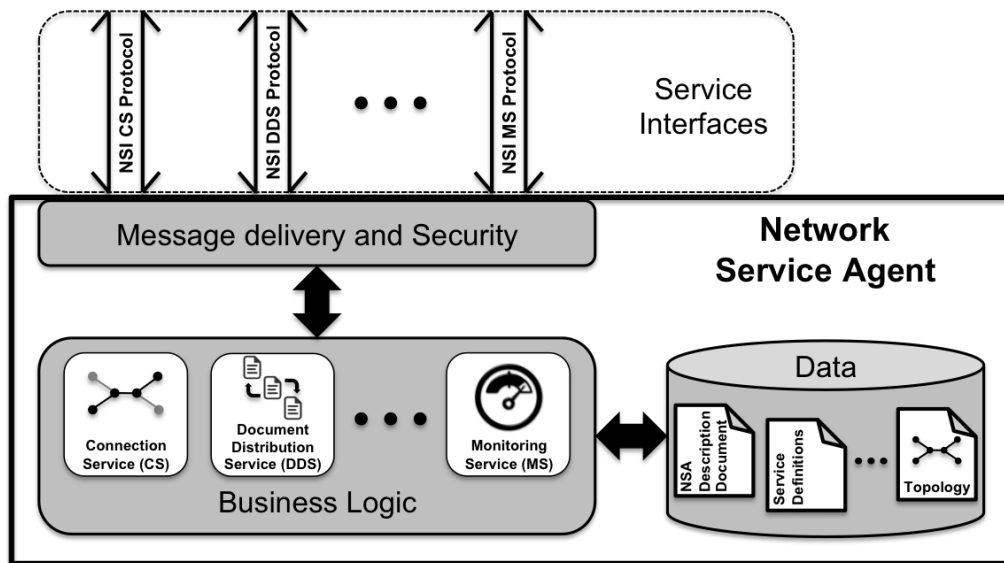 NSI CS Protocol
NSI DDS Protocol
NSI MS Protocol
Service
Interfaces
Message delivery and Security
Network
Service Agent
Connection
Service (CS)
Document
Distribution
Service (DDS)
Monitoring
Service (MS)
Business Logic
Data
NSA
Description
Document
Service
Definitions
Topology